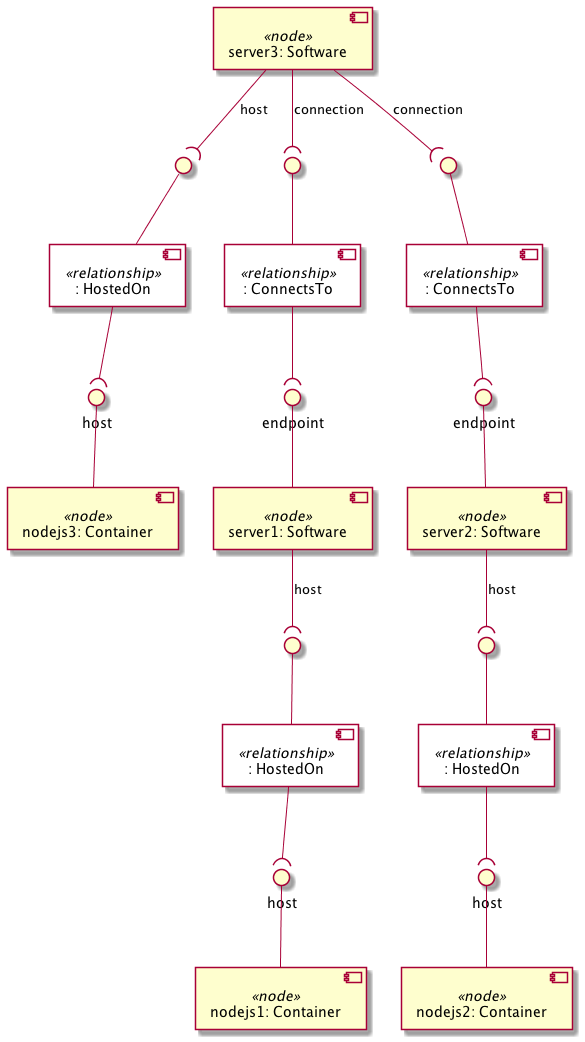 «node»
server3: Software
host
connection
connection
«relationship»
: HostedOn
«relationship»
: ConnectsTo
«relationship»
: ConnectsTo
host
endpoint
endpoint
«node»
nodejs3: Container
«node»
server1: Software
«node»
server2: Software
host
host
«relationship»
: HostedOn
«relationship»
: HostedOn
host
host
«node»
nodejs1: Container
«node»
nodejs2: Container